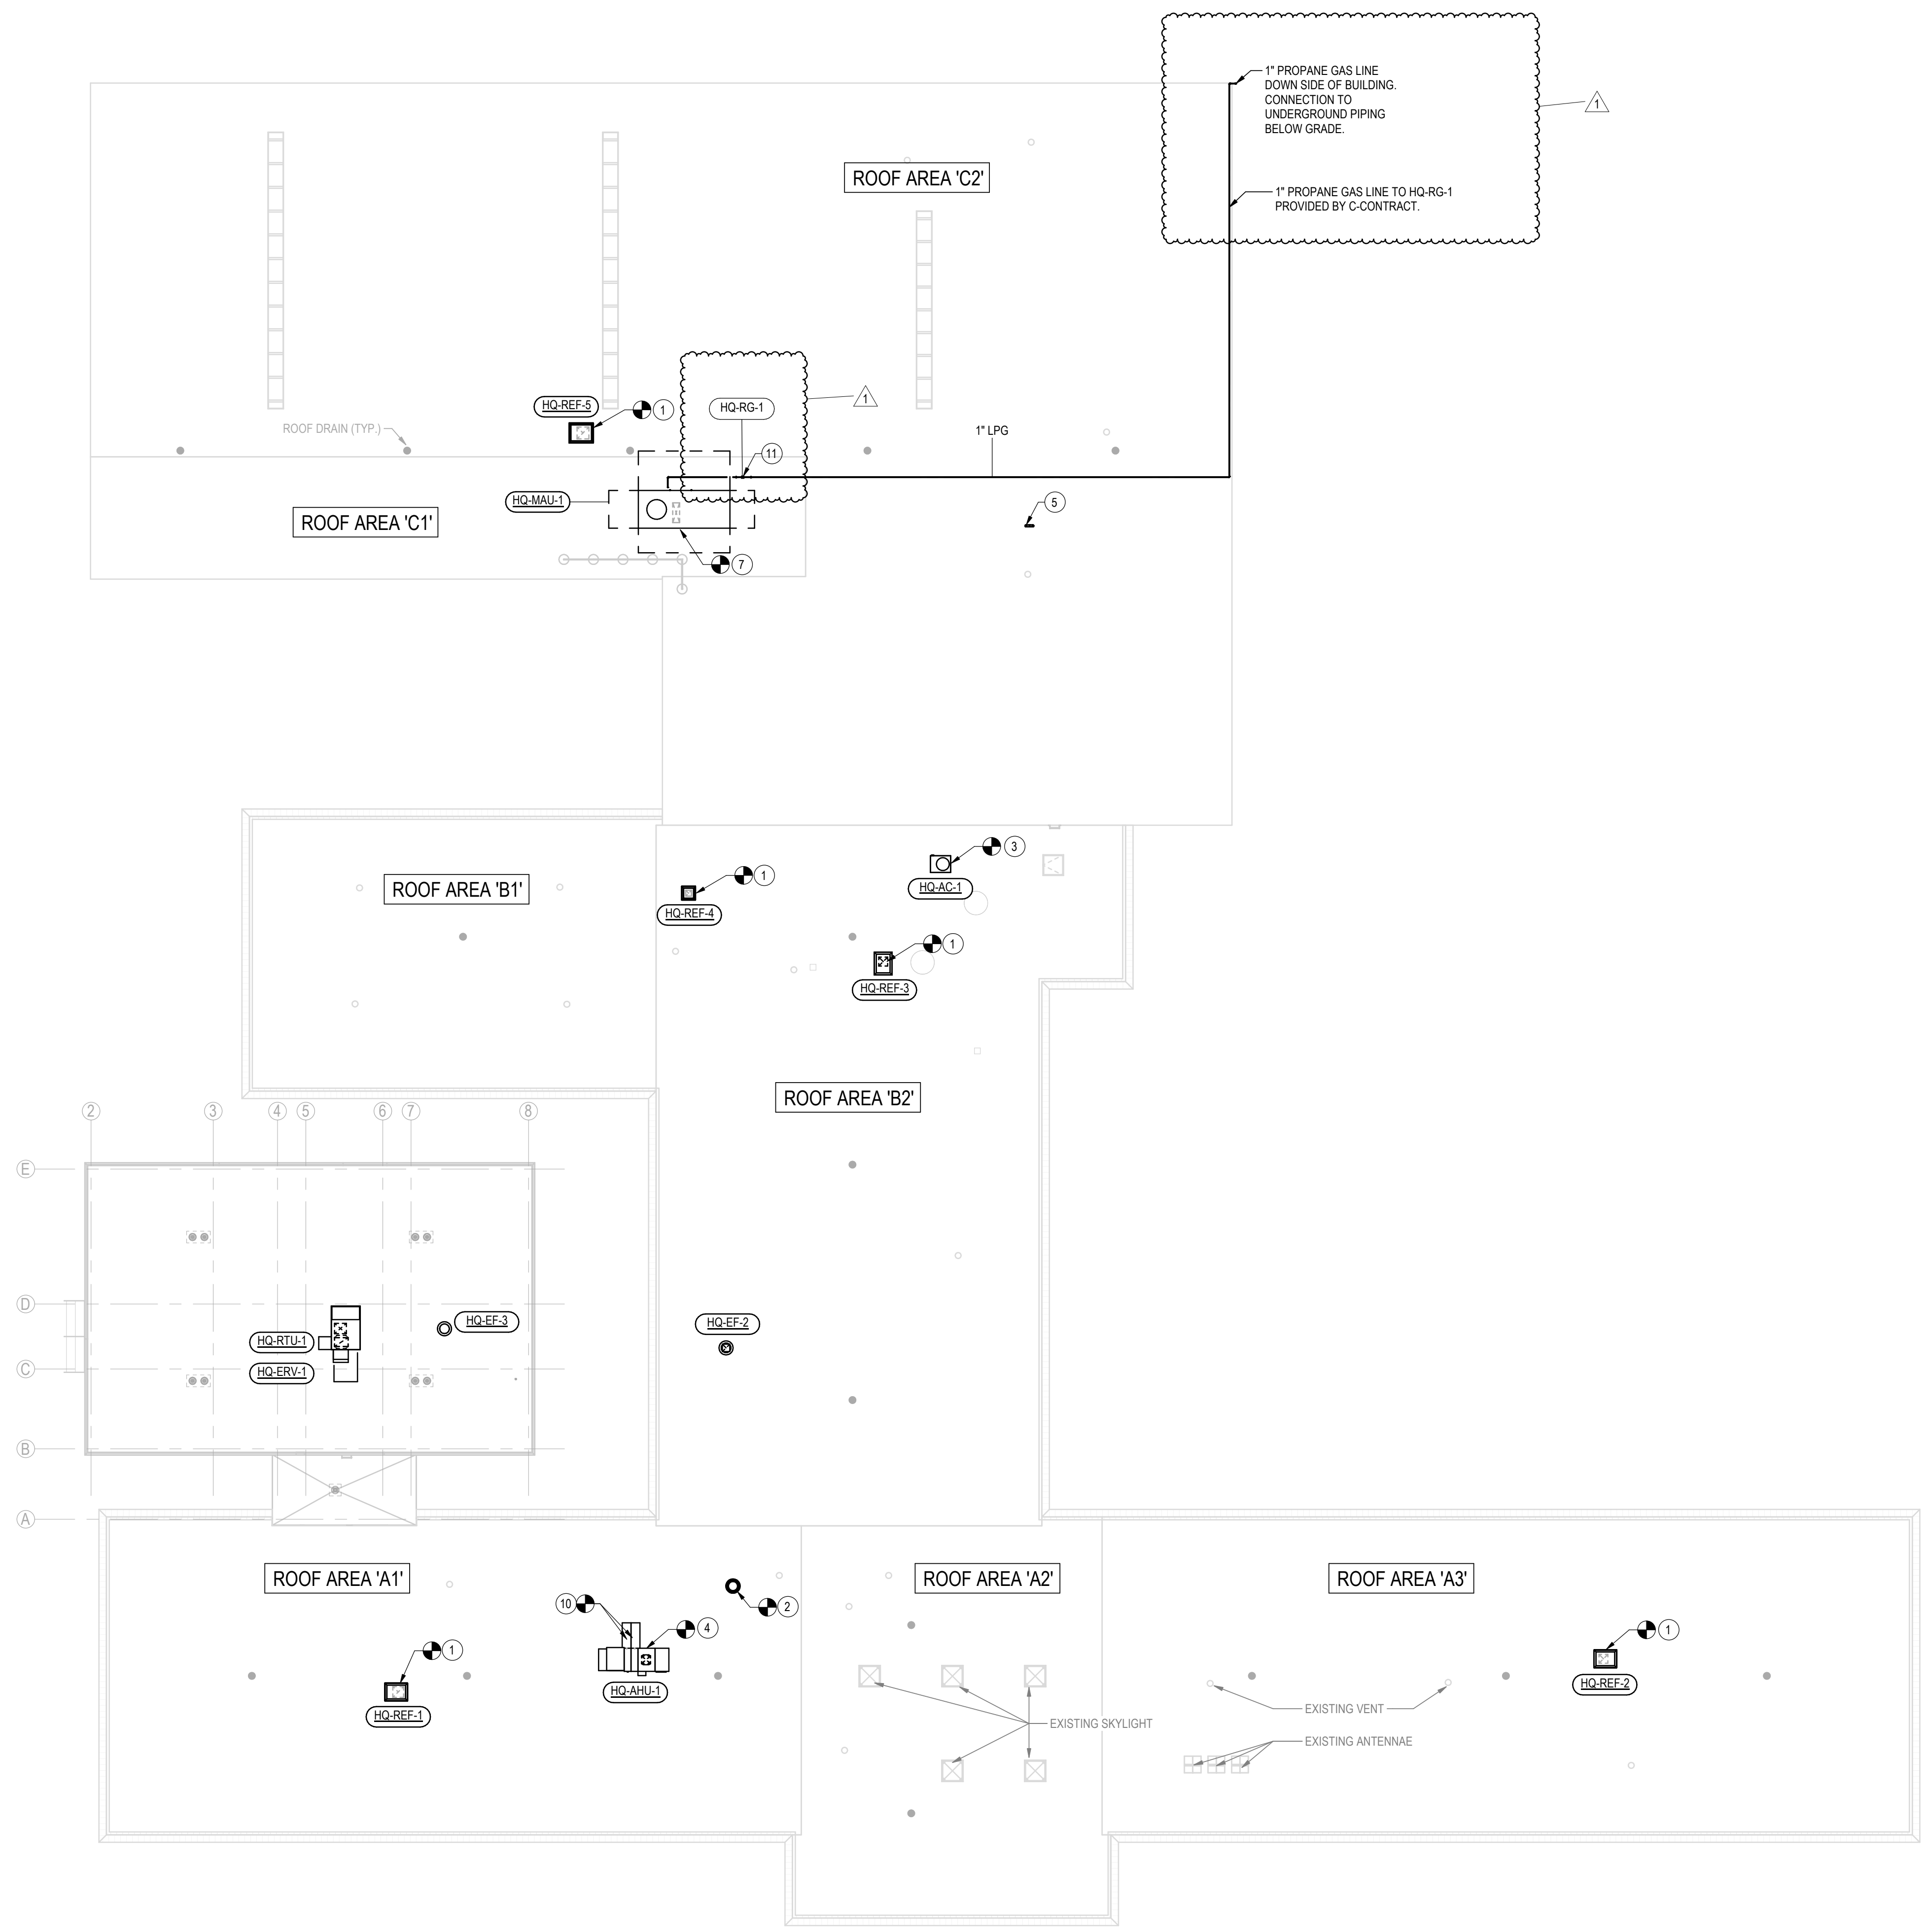 1" PROPANE GAS LINE
DOWN SIDE OF BUILDING.
CONNECTION TO
UNDERGROUND PIPING
BELOW GRADE.
1
ROOF AREA 'C2'
1" PROPANE GAS LINE TO HQ-RG-1
PROVIDED BY C-CONTRACT.
HQ-REF-5
1
HQ-RG-1
1
ROOF DRAIN (TYP.)
1" LPG
11
HQ-MAU-1
5
ROOF AREA 'C1'
7
3
1
ROOF AREA 'B1'
HQ-AC-1
HQ-REF-4
1
HQ-REF-3
ROOF AREA 'B2'
2
3
4
5
6
7
8
E
D
HQ-EF-3
HQ-EF-2
HQ-RTU-1
C
HQ-ERV-1
B
A
ROOF AREA 'A1'
ROOF AREA 'A2'
ROOF AREA 'A3'
10
2
4
1
1
HQ-REF-2
HQ-AHU-1
HQ-REF-1
EXISTING VENT
EXISTING SKYLIGHT
EXISTING ANTENNAE